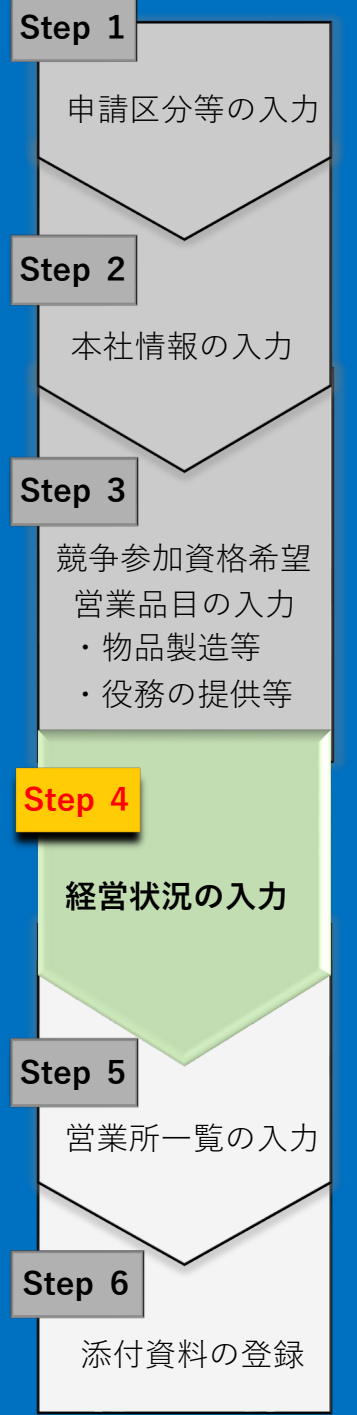 Step 1
申請区分等の入力
Step 2
本社情報の入力
Step 3
競争参加資格希望
営業品目の入力
・物品製造等
・役務の提供等
Step 4
経営状況の入力
Step 5
営業所一覧の入力
Step 6
添付資料の登録